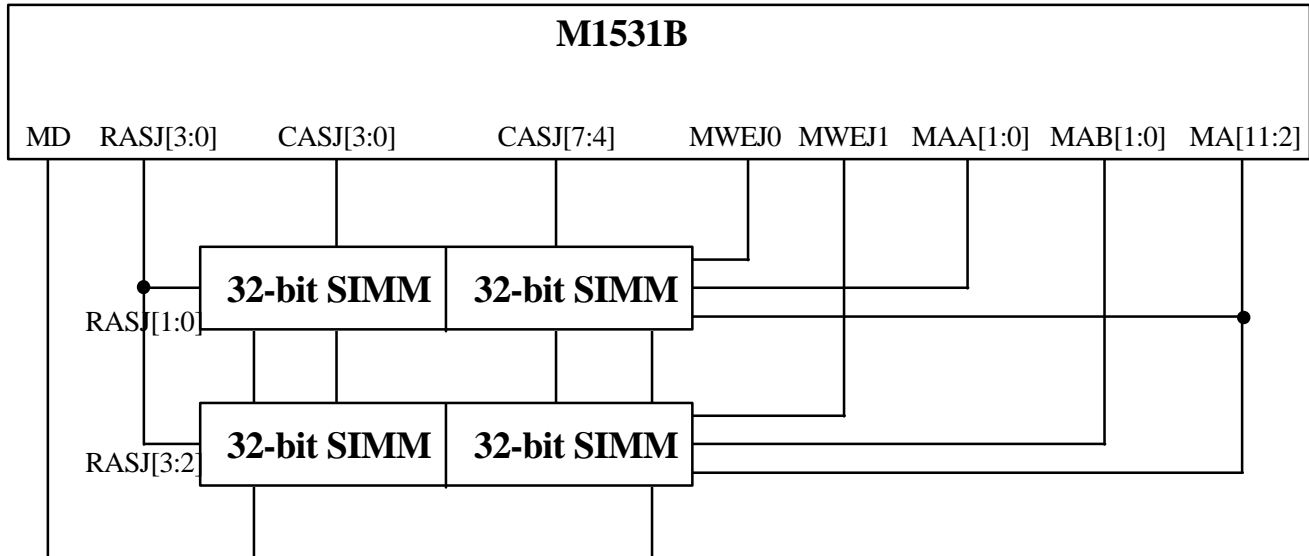 M1531B
MD RASJ[3:0] CASJ[3:0] CASJ[7:4] MWEJ0 MWEJ1 MAA[1:0] MAB[1:0] MA[11:2]
32-bit SIMM 32-bit SIMM
RASJ[1:0]
32-bit SIMM 32-bit SIMM
RASJ[3:2]